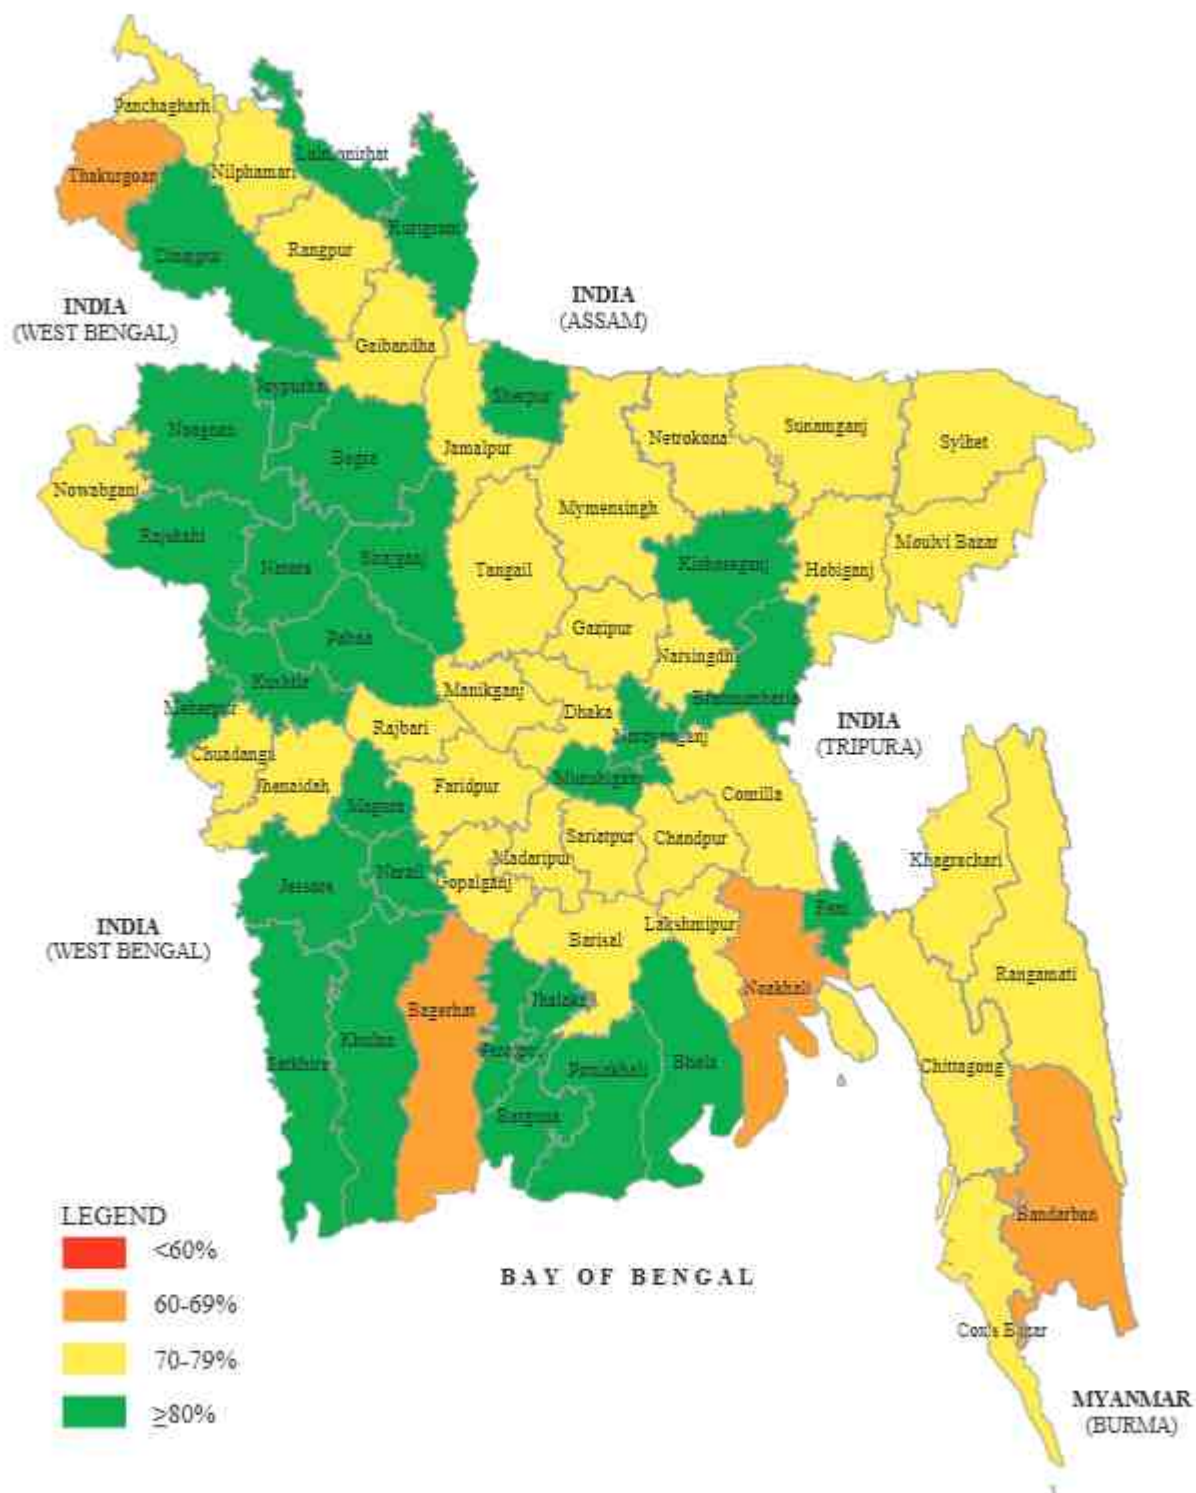 Panchagharh
Thakurgoan
Nilphamari
Lalmonirhat
Kurigram
Rangpur
Dinajpur
INDIA
(WEST BENGAL)
INDIA
(ASSAM)
Gaibandha
Joypurhat
Sherpur
Naogaon
Bogra
Jamalpur
Netrokona
Sunamganj
Sylhet
Nowabganj
Mymensingh
Rajshahi
Natore
Sirajganj
Tangail
Kishoreganj
Habiganj
Moulvi Bazar
Gazipur
Pabna
Narsingdhi
Kushtia
Manikganj
Meherpur
Dhaka
Brahmanbaria
Rajbari
Narayanganj
INDIA
(TRIPURA)
Chuadanga
Jhenaidah
Faridpur
Munshiganj
Magura
Comilla
Sariatpur
Chandpur
Madaripur
Khagrachari
Narail
Gopalganj
Jessore
INDIA
(WEST BENGAL)
Feni
Lakshmipur
Barisal
Rangamati
Noakhali
Jhalokati
Bagerhat
Khulna
Satkhira
Patuakhali
Bhola
Chittagong
Barguna
Bandarban
LEGEND
<60%
60-69%
70-79%
≥80%
BAY OF BENGAL
Cox's Bazar
MYANMAR
(BURMA)